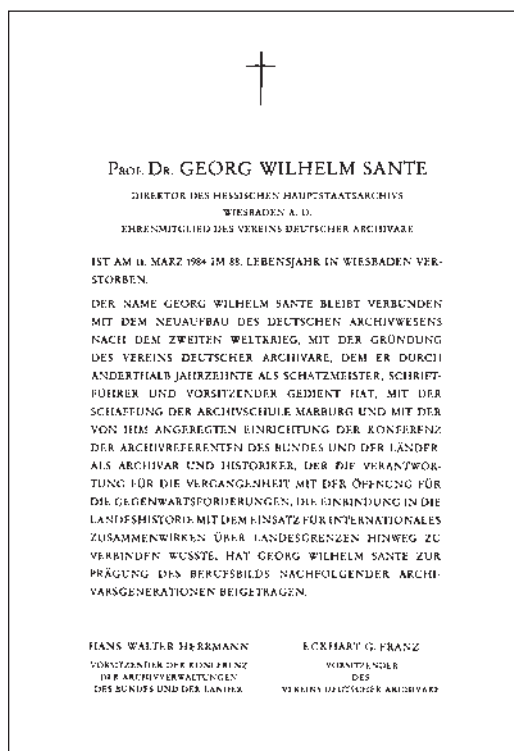 PROF. DR. GEORG WILHELM SANTE
DIREKTOR DES HESSISCHEN HAUPTSTAATSARCHIVS
WIESBADEN A. D.
EHRENMITGLIED DES VEREINS DEUTSCHER ARCHIVARE
IST AM 11. MÄRZ 1984 IM 88. LEBENSJAHR IN WIESBADEN VER-
STORBEN.
DER NAME GEORG WILHELM SANTE BLEIBT VERBUNDEN
MIT DEM NEUAUFBAU DES DEUTSCHEN ARCHIVWESENS
NACH DEM ZWEITEN WELTKRIEG, MIT DER GRÜNDUNG
DES VEREINS DEUTSCHER ARCHIVARE, DEM ER DURCH
ANDERTHALB JAHRZEHNTE ALS SCHATZMEISTER, SCHRIFT-
FÜHRER UND VORSITZENDER GEDIENT HAT, MIT DER
SCHAFFUNG DER ARCHIVSCHULE MARBURG UND MIT DER
VON IHM ANGEREGTEN EINRICHTUNG DER KONFERENZ
DER ARCHIVREFERENTEN DES BUNDES UND DER LÄNDER.
ALS ARCHIVAR UND HISTORIKER, DER DIE VERANTWOR-
TUNG FÜR DIE VERGANGENHEIT MIT DER ÖFFNUNG FÜR
DIE GEGENWARTSFORDERUNGEN, DIE EINBINDUNG IN DIE
LANDESHISTORIE MIT DEM EINSATZ FÜR INTERNATIONALES
ZUSAMMENWIRKEN ÜBER LANDESGRENZEN HINWEG ZU
VERBINDEN WUSSTE, HAT GEORG WILHELM SANTE ZUR
PRÄGUNG DES BERUFSBILDS NACHFOLGENDER ARCHI-
VARSGENERATIONEN BEIGETRAGEN.
HANS WALTER HERRMANN
VORSITZENDER DER KONFERENZ
DER ARCHIVVERWALTUNGEN
DES BUNDES UND DER LÄNDER
ECKHART G. FRANZ
VORSITZENDER
DES
VEREINS DEUTSCHER ARCHIVARE